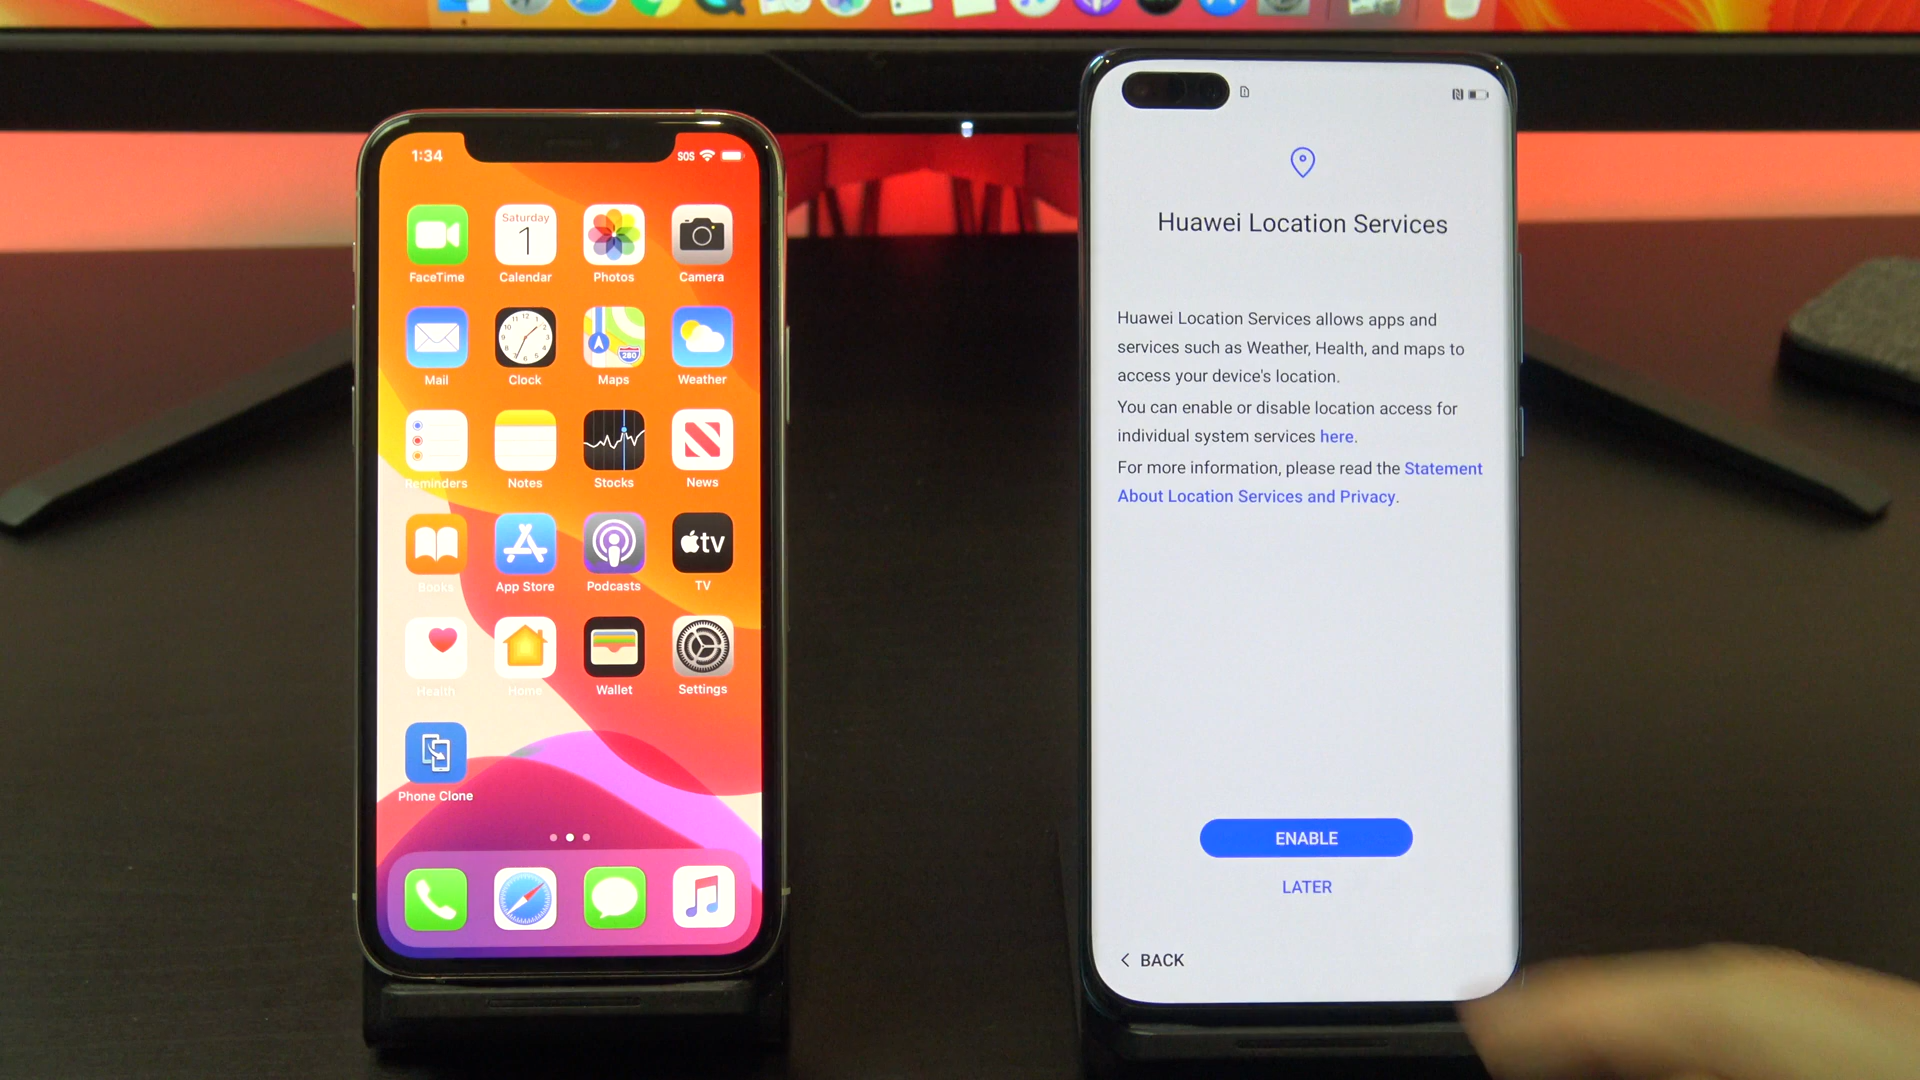 1:34
SOS
FaceTime
Saturday
1
Calendar
Photos
Camera
Mail
Clock
280
Maps
Weather
Reminders
Notes
Stocks
News
Books
App Store
Podcasts
tv
TV
Health
Home
Wallet
Settings
Phone Clone
Huawei Location Services
Huawei Location Services allows apps and
services such as Weather, Health, and maps to
access your device's location.
You can enable or disable location access for
individual system services here.
For more information, please read the Statement
About Location Services and Privacy.
ENABLE
LATER
< BACK